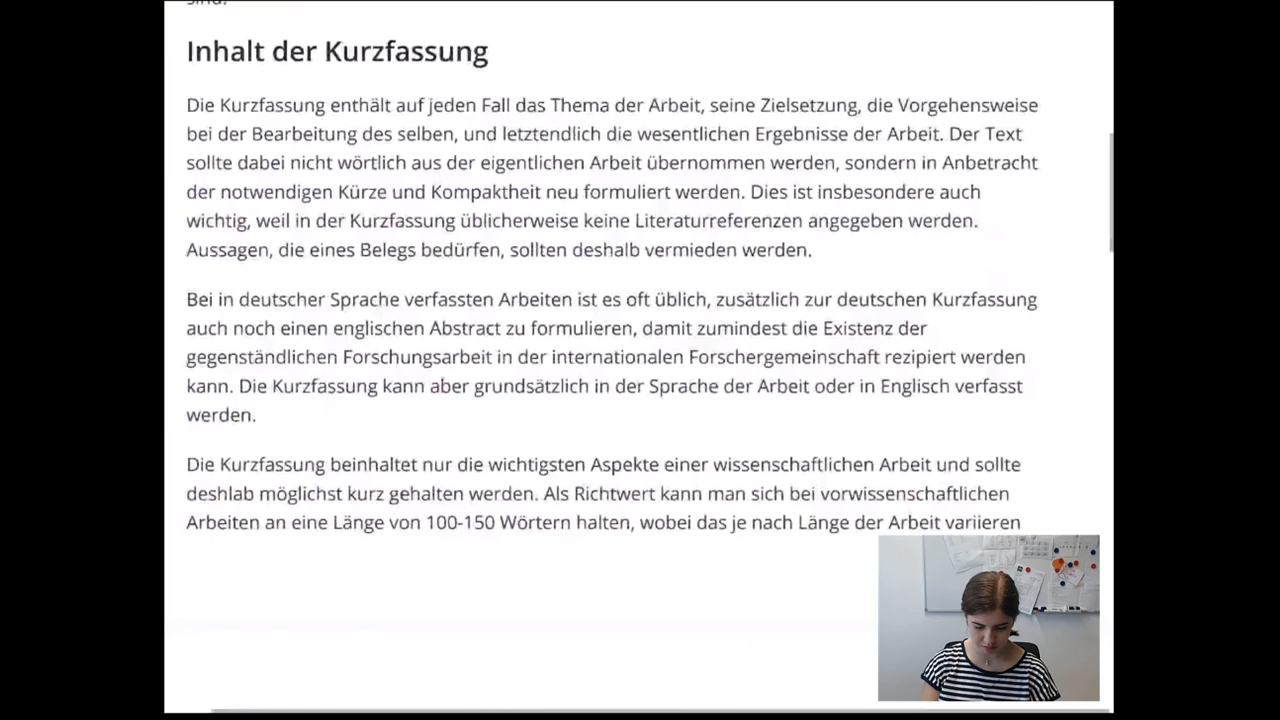 sind.
Inhalt der Kurzfassung
Die Kurzfassung enthält auf jeden Fall das Thema der Arbeit, seine Zielsetzung, die Vorgehensweise
bei der Bearbeitung des selben, und letztendlich die wesentlichen Ergebnisse der Arbeit. Der Text
sollte dabei nicht wörtlich aus der eigentlichen Arbeit übernommen werden, sondern in Anbetracht
der notwendigen Kürze und Kompaktheit neu formuliert werden. Dies ist insbesondere auch
wichtig, weil in der Kurzfassung üblicherweise keine Literaturreferenzen angegeben werden.
Aussagen, die eines Belegs bedürfen, sollten deshalb vermieden werden.
Bei in deutscher Sprache verfassten Arbeiten ist es oft üblich, zusätzlich zur deutschen Kurzfassung
auch noch einen englischen Abstract zu formulieren, damit zumindest die Existenz der
gegenständlichen Forschungsarbeit in der internationalen Forschergemeinschaft rezipiert werden
kann. Die Kurzfassung kann aber grundsätzlich in der Sprache der Arbeit oder in Englisch verfasst
werden.
Die Kurzfassung beinhaltet nur die wichtigsten Aspekte einer wissenschaftlichen Arbeit und sollte
deshlab möglichst kurz gehalten werden. Als Richtwert kann man sich bei vorwissenschaftlichen
Arbeiten an eine Länge von 100-150 Wörtern halten, wobei das je nach Länge der Arbeit variieren